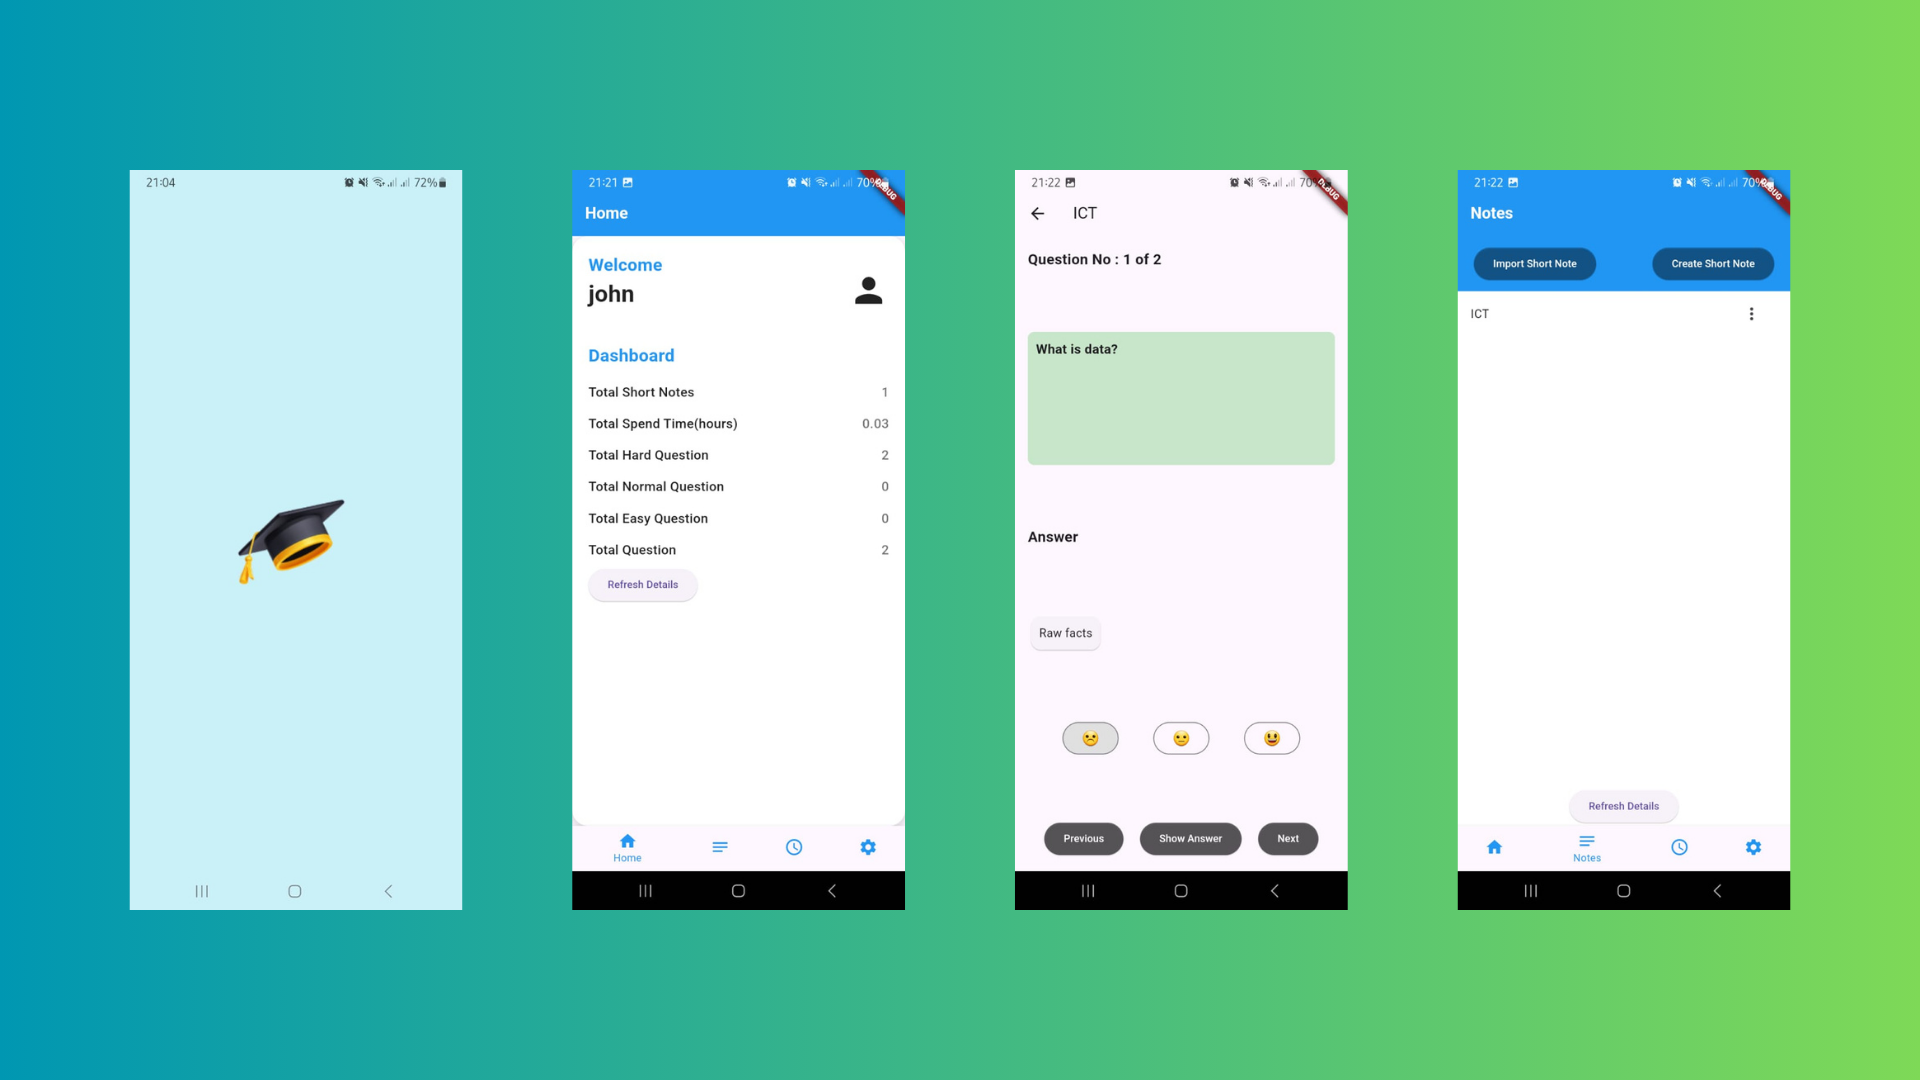 21:04
72%
21:21
70%
DEBUG
Home
Welcome
john
Dashboard
Total Short Notes 1
Total Spend Time(hours) 0.03
Total Hard Question 2
Total Normal Question 0
Total Easy Question 0
Total Question 2
Refresh Details
Home
21:22
70
DEBUG
ICT
Question No : 1 of 2
What is data?
Answer
Raw facts
Previous
Show Answer
Next
21:22
70%
DEBUG
Notes
Import Short Note
Create Short Note
ICT
Refresh Details
Notes